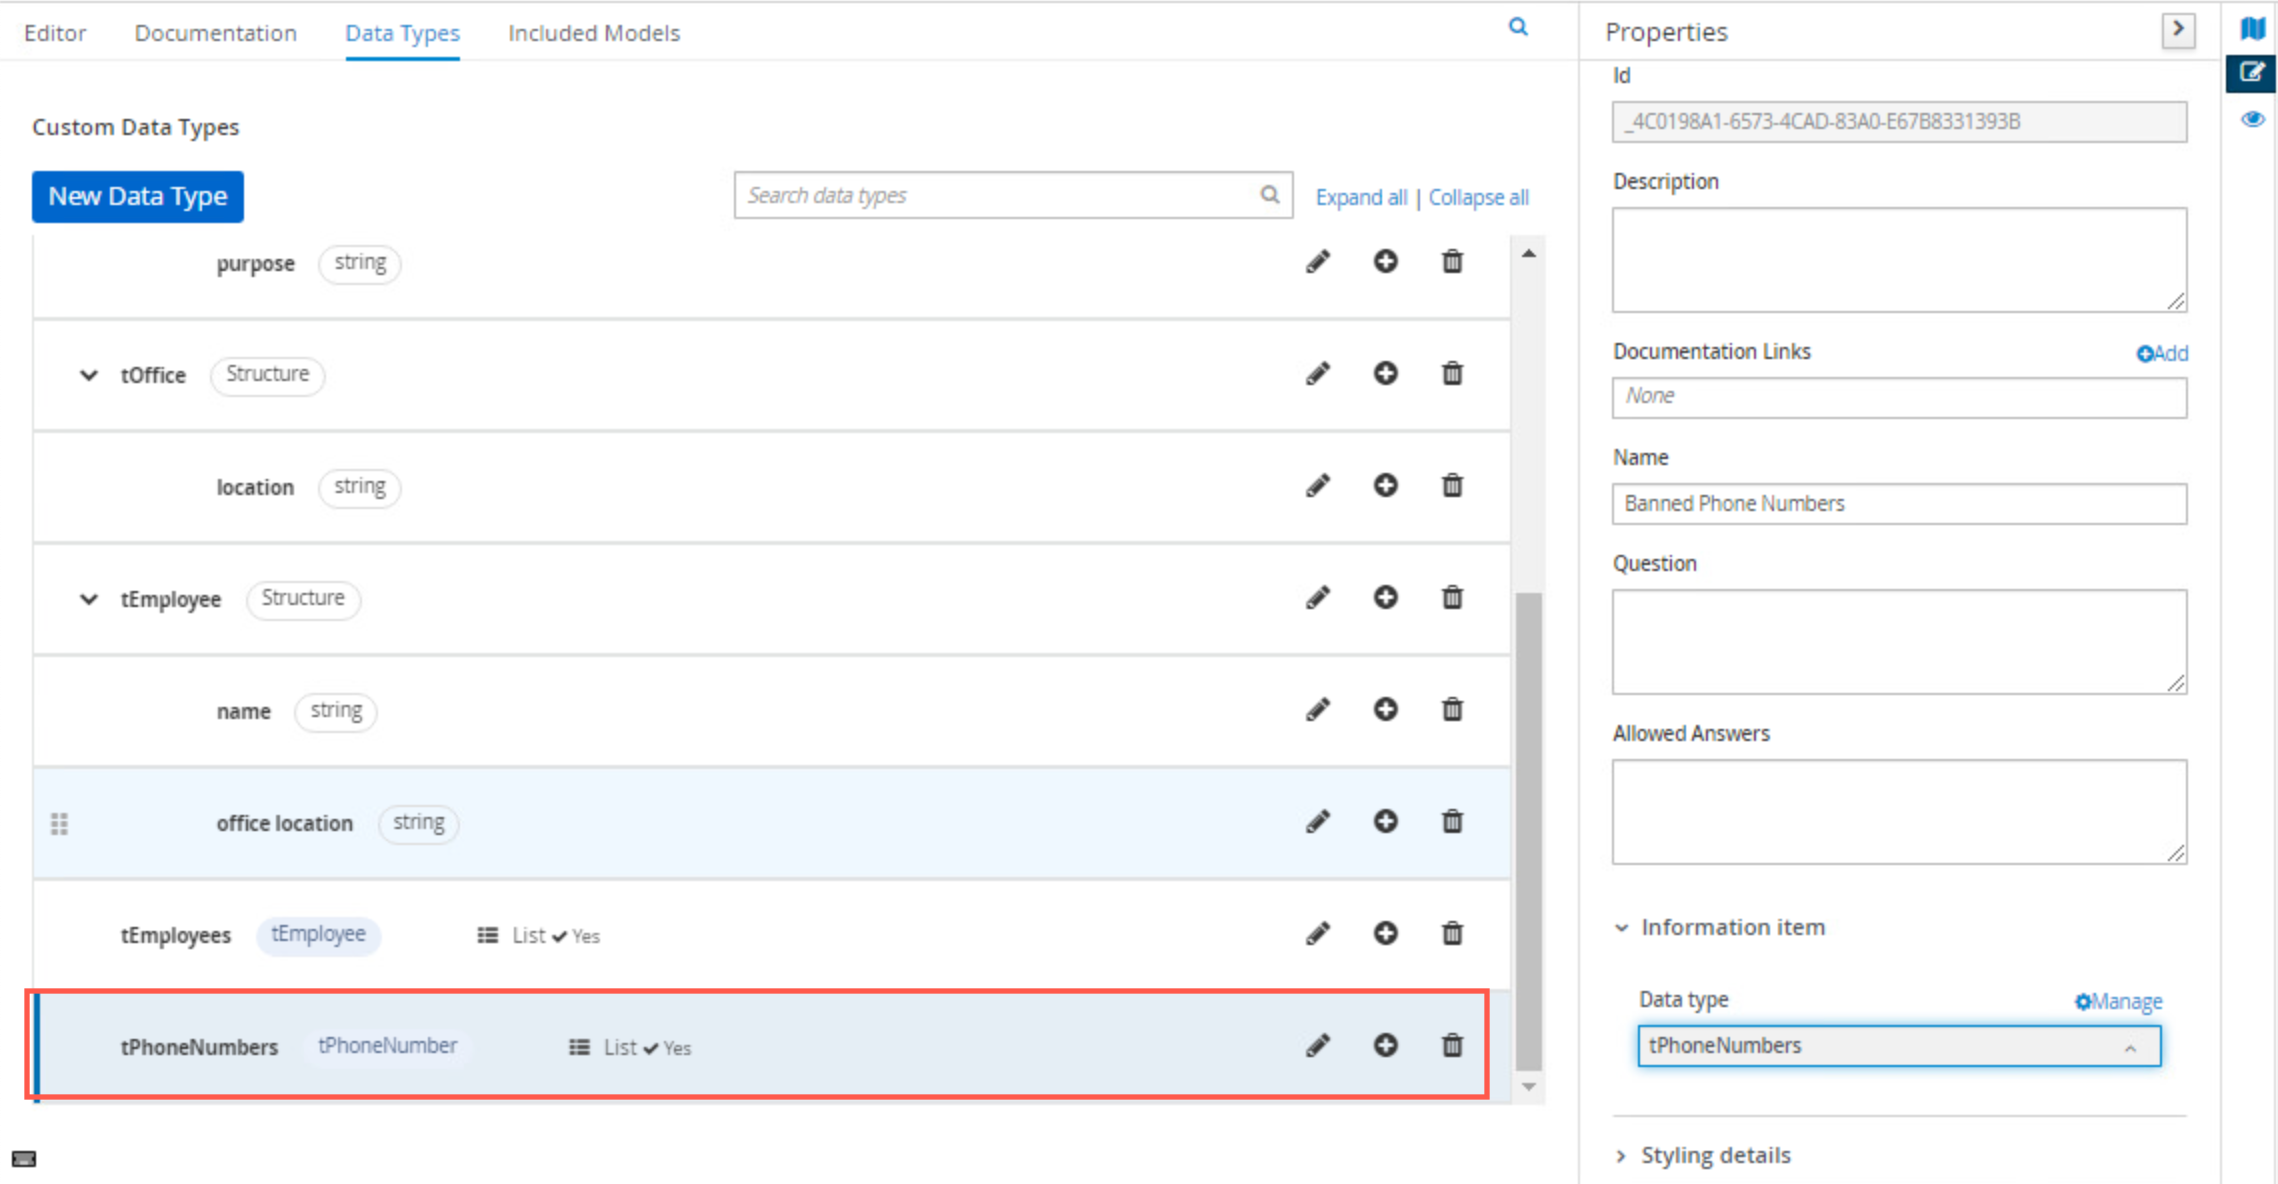 Editor Documentation Data Types Included Models
Custom Data Types
New Data Type
Search data types
Expand all | Collapse all
purpose string
tOffice Structure
location string
tEmployee Structure
name string
office location string
tEmployees tEmployee List Yes
tPhoneNumbers tPhoneNumber List Yes
Properties
Id
_4C0198A1-6573-4CAD-83A0-E67B8331393B
Description
Documentation Links Add
None
Name
Banned Phone Numbers
Question
Allowed Answers
Information item
Data type Manage
tPhoneNumbers
Styling details